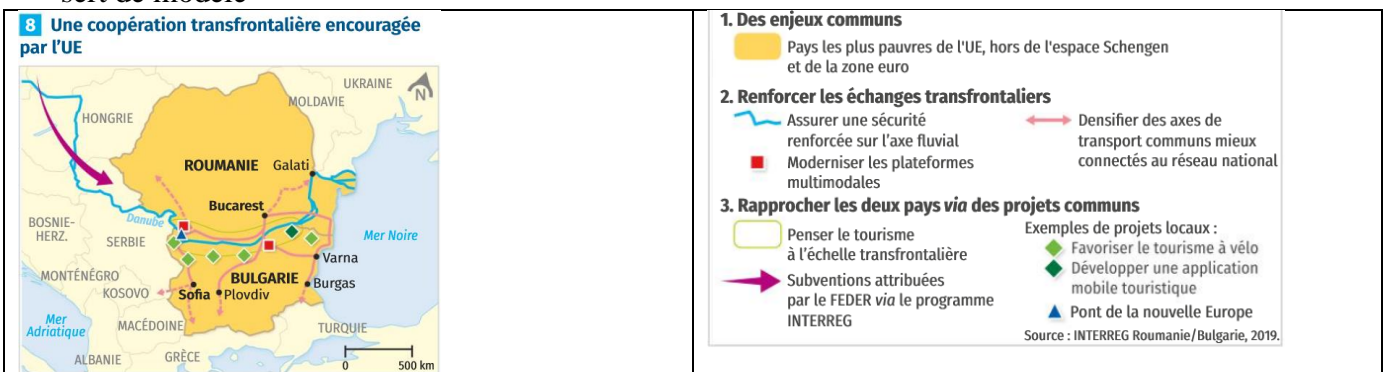 sert de modèle
8 Une coopération transfrontalière encouragée
par l'UE
UKRAINE
N
MOLDAVIE
HONGRIE
ROUMANIE
Galati
Bucarest
Danube
BOSNIE-
HERZ.
SERBIE
Mer Noire
Varna
MONTÉNÉGRO
BULGARIE
Burgas
KOSOVO
Sofia
Plovdiv
Mer
Adriatique
MACÉDOINE
TURQUIE
ALBANIE
GRÈCE
0 500 km
1. Des enjeux communs
Pays les plus pauvres de l'UE, hors de l'espace Schengen
et de la zone euro
2. Renforcer les échanges transfrontaliers
Assurer une sécurité
renforcée sur l'axe fluvial
Moderniser les plateformes
multimodales
Densifier des axes de
transport communs mieux
connectés au réseau national
3. Rapprocher les deux pays via des projets communs
Penser le tourisme
à l'échelle transfrontalière
Subventions attribuées
par le FEDER via le programme
INTERREG
Exemples de projets locaux :
Favoriser le tourisme à vélo
Développer une application
mobile touristique
Pont de la nouvelle Europe
Source : INTERREG Roumanie/Bulgarie, 2019.